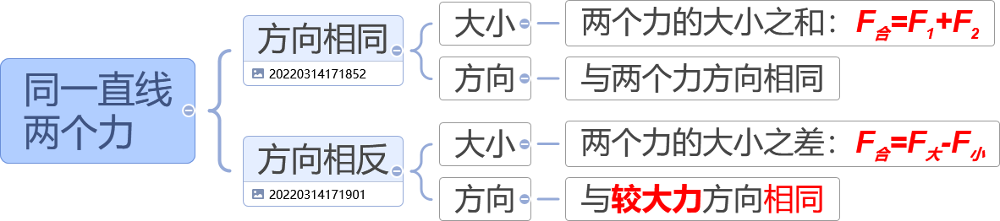 同一直线
两个力
方向相同
20220314171852
大小
两个力的大小之和：F合=F1+F2
方向
与两个力方向相同
方向相反
20220314171901
大小
两个力的大小之差：F合=F大-F小
方向
与较大力方向相同